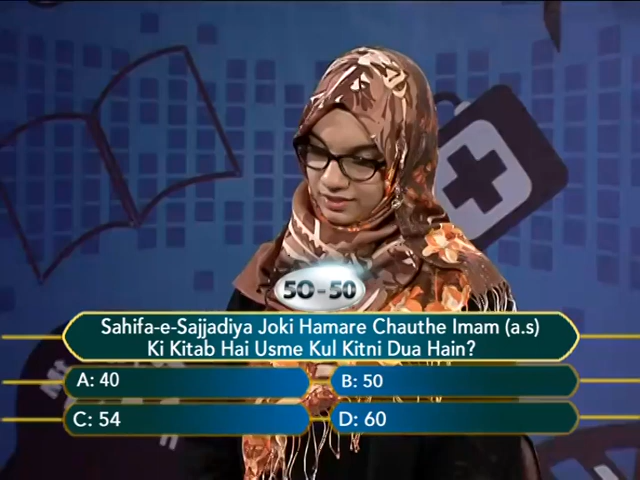 50-50
Sahifa-e-Sajjadiya Joki Hamare Chauthe Imam (a.s)
Ki Kitab Hai Usme Kul Kitni Dua Hain?
A: 40
B: 50
C: 54
D: 60